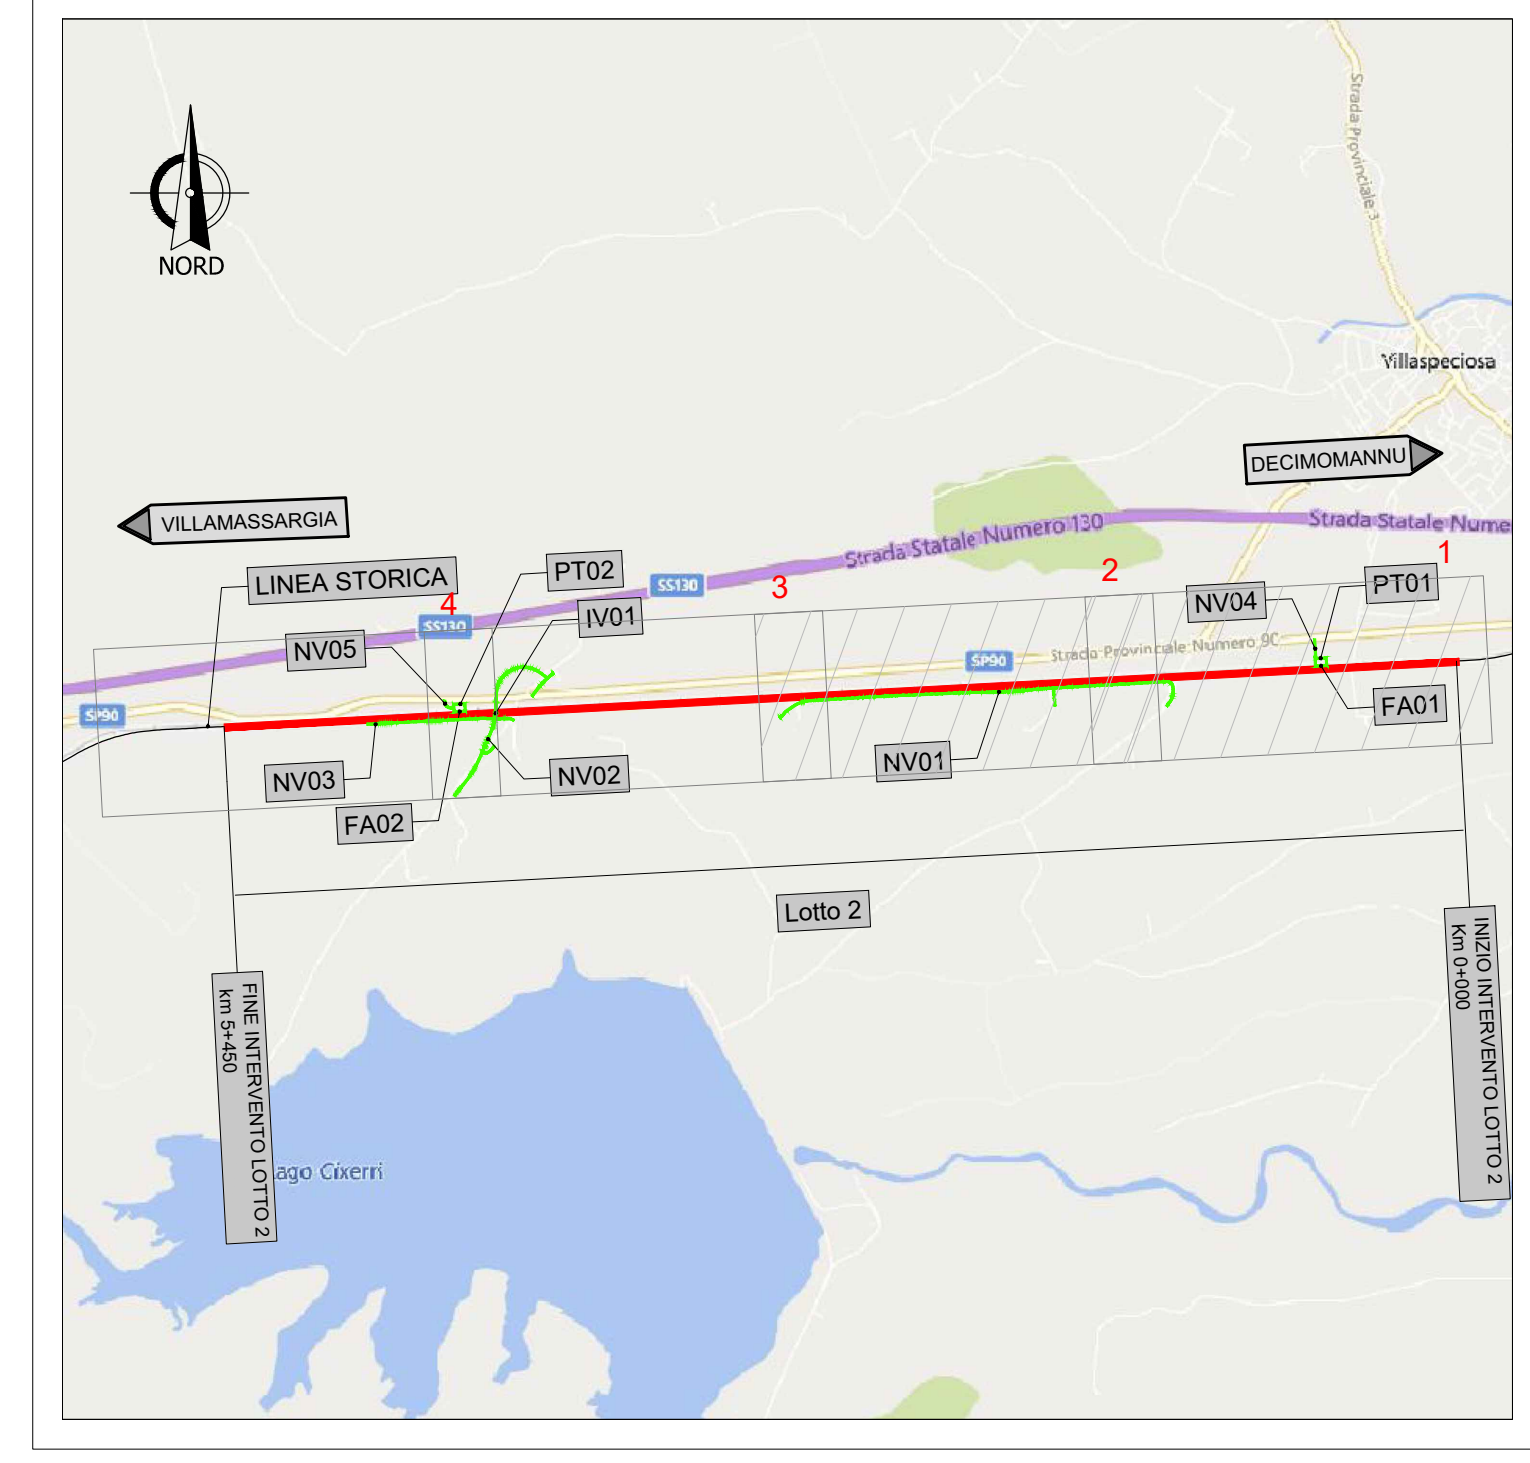 NORD
Strada Provinciale 3
Villaspeciosa
DECIMOMANNU
VILLAMASSARGIA
Strada Statale Numero 130
Strada Statale Nume
1
2
3
4
LINEA STORICA
PT02
SS130
IV01
SS130
NV05
NV04
PT01
Strada Provinciale Numero 90
SP90
SP90
FA01
NV01
NV03
NV02
FA02
Lotto 2
INIZIO INTERVENTO LOTTO 2
Km 0+000
FINE INTERVENTO LOTTO 2
km 5+450
ago Cixerri